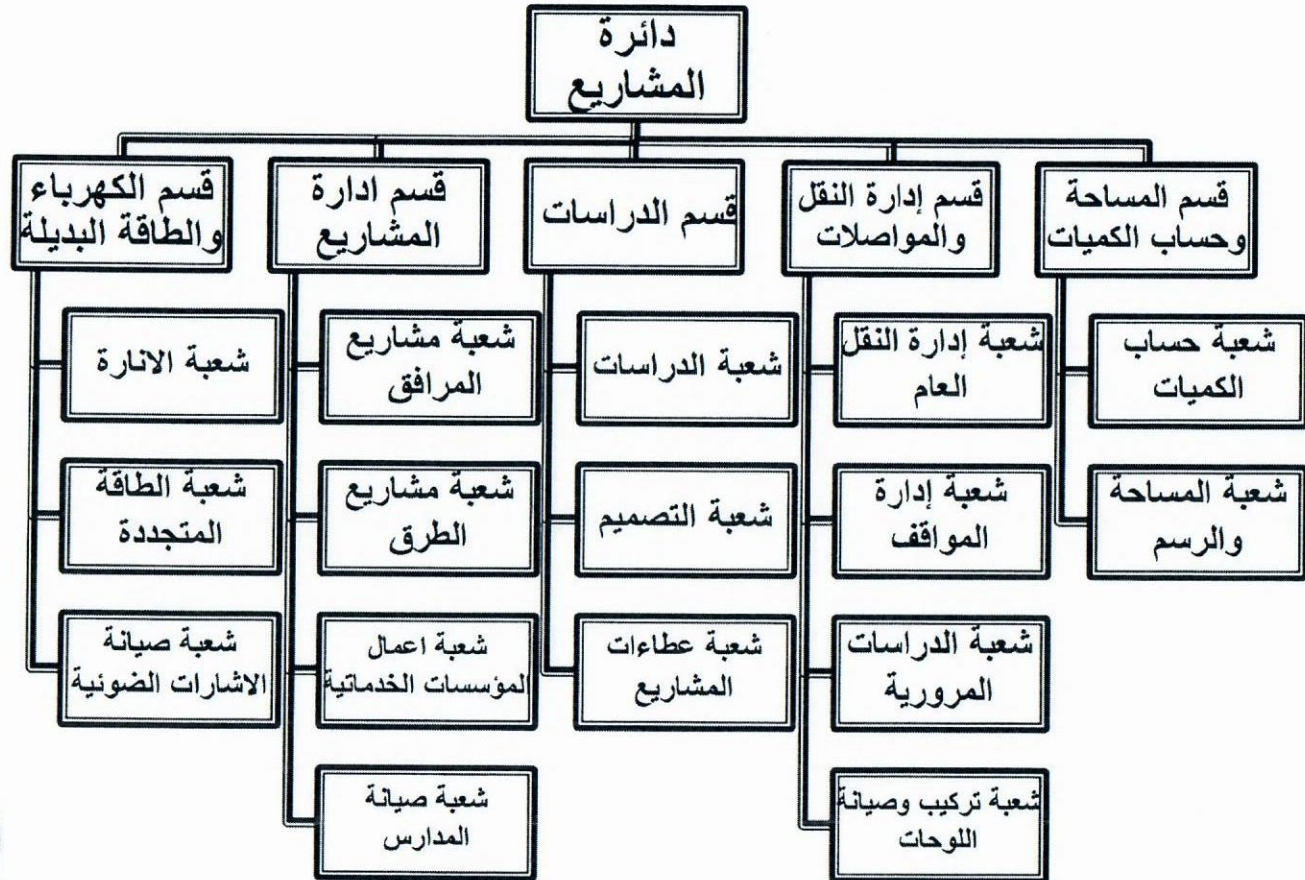 دائرة
المشاريع
قسم المساحة
وحساب الكميات
قسم إدارة النقل
والمواصلات
قسم الدراسات
قسم ادارة
المشاريع
قسم الكهرباء
والطاقة البديلة
شعبة حساب
الكميات
شعبة إدارة النقل
العام
شعبة الدراسات
شعبة مشاريع
المرافق
شعبة الانارة
شعبة المساحة
والرسم
شعبة إدارة
المواقف
شعبة التصميم
شعبة مشاريع
الطرق
شعبة الطاقة
المتجددة
شعبة الدراسات
المرورية
شعبة عطاءات
المشاريع
شعبة اعمال
المؤسسات الخدماتية
شعبة صيانة
الاشارات الضوئية
شعبة تركيب وصيانة
اللوحات
شعبة صيانة
المدارس